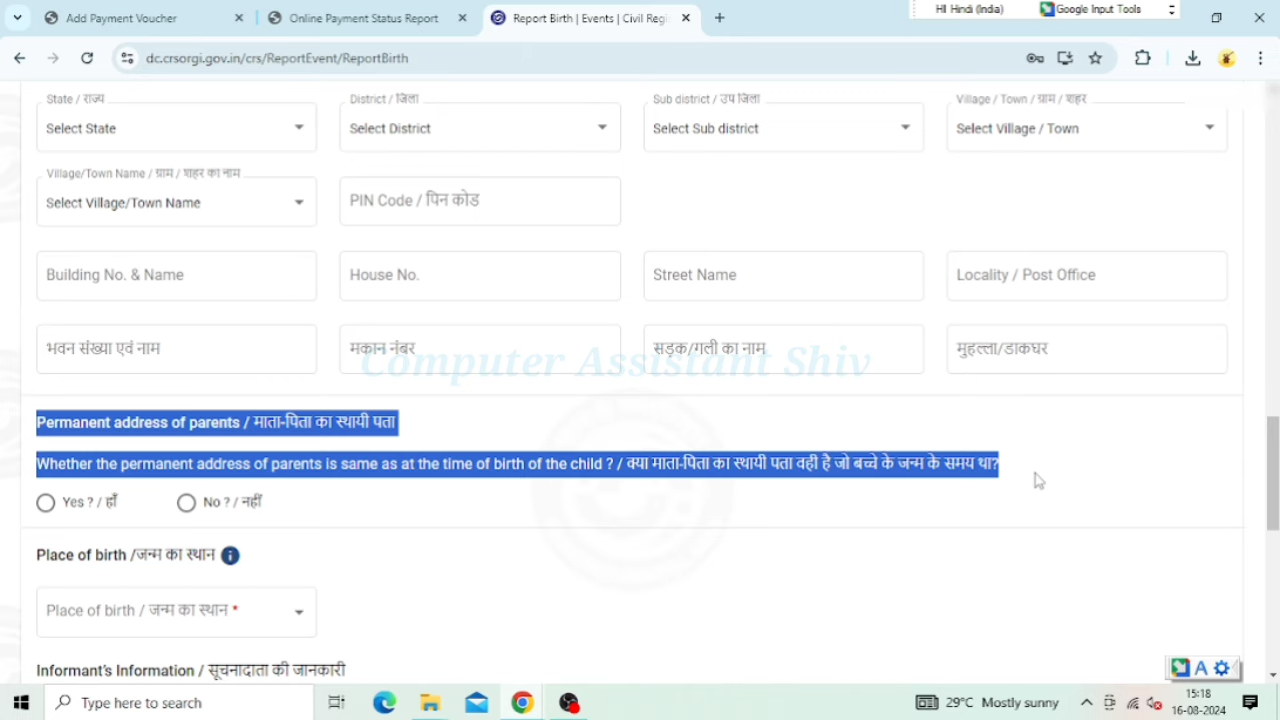 Add Payment Voucher
Online Payment Status Report
Report Birth | Events | Civil Regi
HI Hindi (India)
Google Input Tools
dc.crsorgi.gov.in/crs/ReportEvent/ReportBirth
State / राज्य
District / जिला
Sub district / उप जिला
Village / Town / ग्राम / शहर
Select State
Select District
Select Sub district
Select Village / Town
Village/Town Name / ग्राम / शहर का नाम
Select Village/Town Name
PIN Code / पिन कोड
Building No. & Name
House No.
Street Name
Locality / Post Office
भवन संख्या एवं नाम
मकान नंबर
सड़क/गली का नाम
मुहल्ला/डाकघर
Computer Assistant Shiv
Permanent address of parents / माता-पिता का स्थायी पता
Whether the permanent address of parents is same as at the time of birth of the child ? / क्या माता-पिता का स्थायी पता वही है जो बच्चे के जन्म के समय था?
Yes ? / हाँ
No ? / नहीं
Place of birth /जन्म का स्थान
Place of birth / जन्म का स्थान *
Informant's Information / सूचनादाता की जानकारी
A
Type here to search
29°C Mostly sunny
15:18
16-08-2024